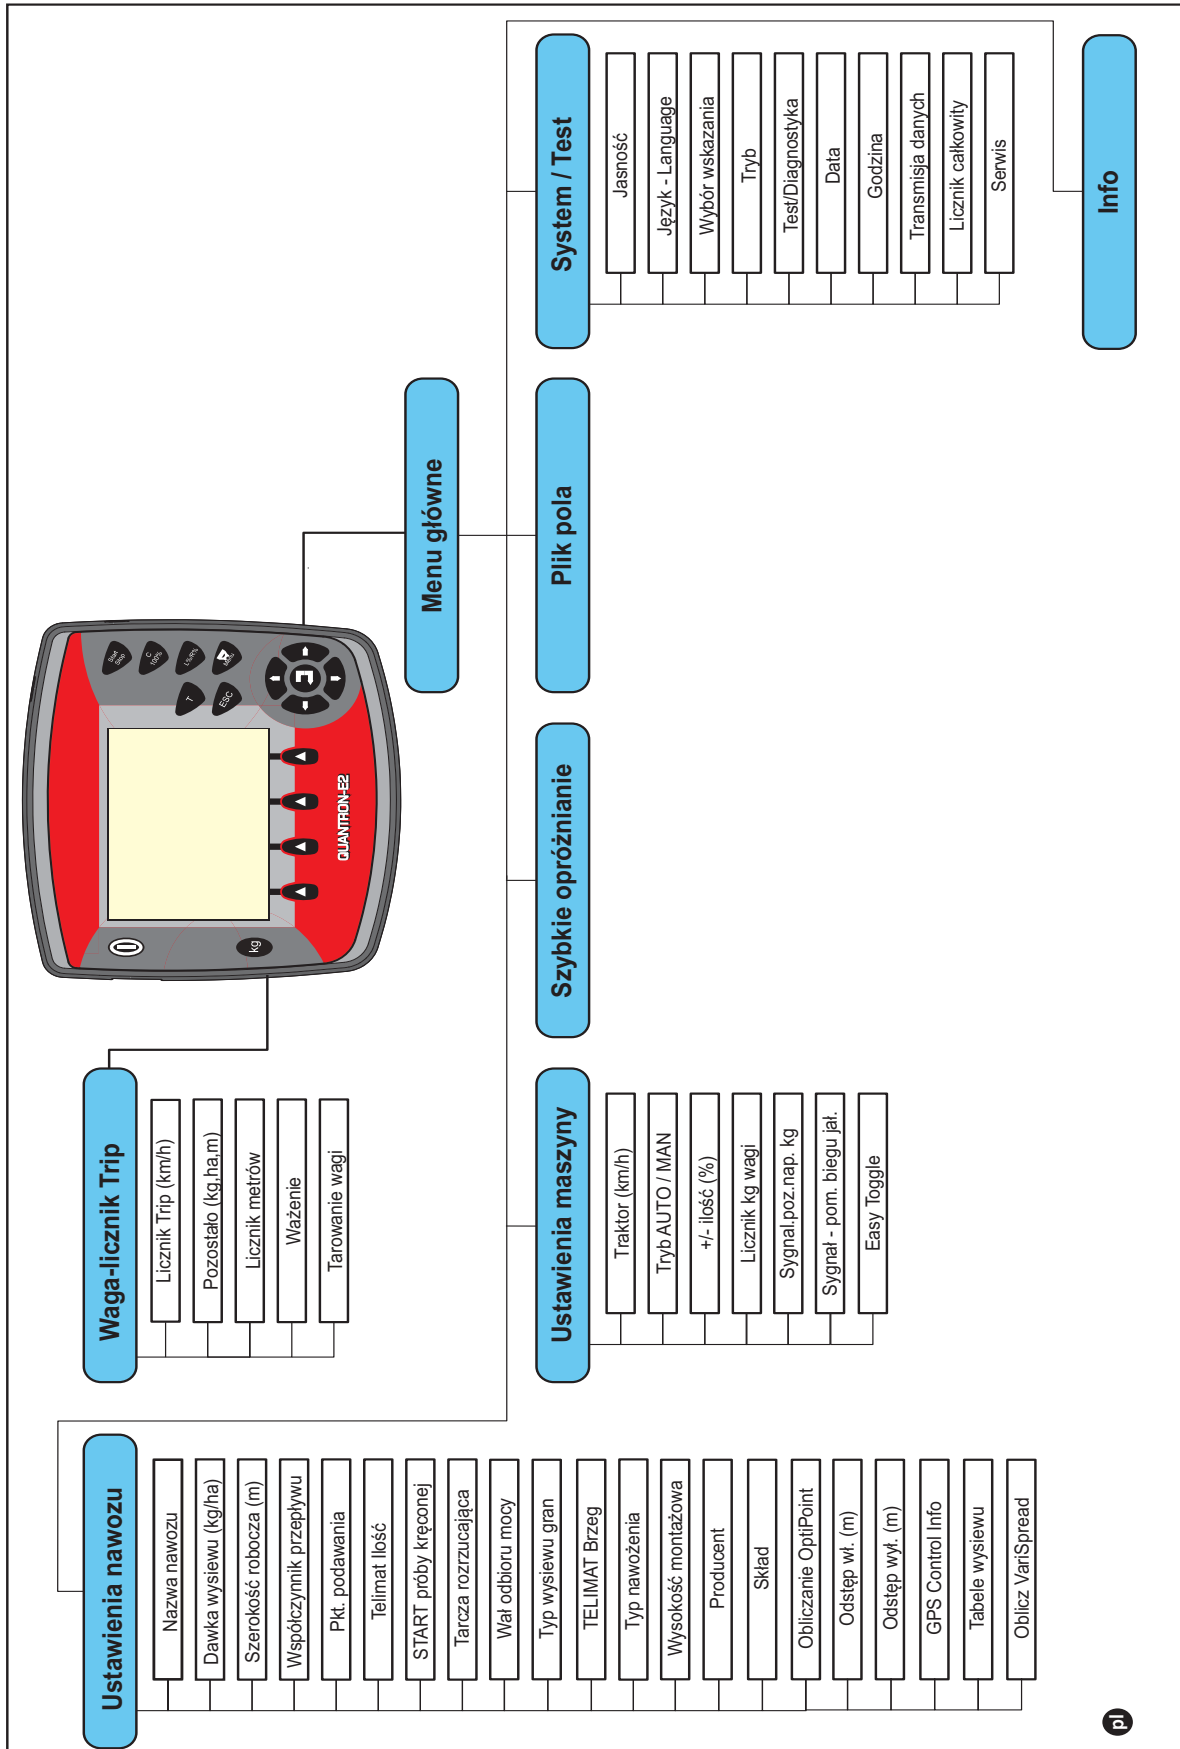 Ustawienia nawozu
Nazwa nawozu
Dawka wysiewu (kg/ha)
Szerokość robocza (m)
Współczynnik przepływu
Pkt. podawania
Telimat Ilość
START próby kręconej
Tarcza rozrzucająca
Wał odbioru mocy
Typ wysiewu gran
TELIMAT Brzeg
Typ nawożenia
Wysokość montażowa
Producent
Skład
Obliczanie OptiPoint
Odstęp wł. (m)
Odstęp wył. (m)
GPS Control Info
Tabele wysiewu
Oblicz VariSpread
Waga-licznik Trip
Licznik Trip (km/h)
Pozostało (kg,ha,m)
Licznik metrów
Ważenie
Tarowanie wagi
kg
QUANTRON-E2
T
ESC
Start
Stop
C
100%
L%/R%
Menu
Menu główne
Ustawienia maszyny
Traktor (km/h)
Tryb AUTO / MAN
+/- ilość (%)
Licznik kg wagi
Sygnal.poz.nap. kg
Sygnał - pom. biegu jał.
Easy Toggle
Szybkie opróżnianie
Plik pola
System / Test
Jasność
Język - Language
Wybór wskazania
Tryb
Test/Diagnostyka
Data
Godzina
Transmisja danych
Licznik całkowity
Serwis
Info
pl